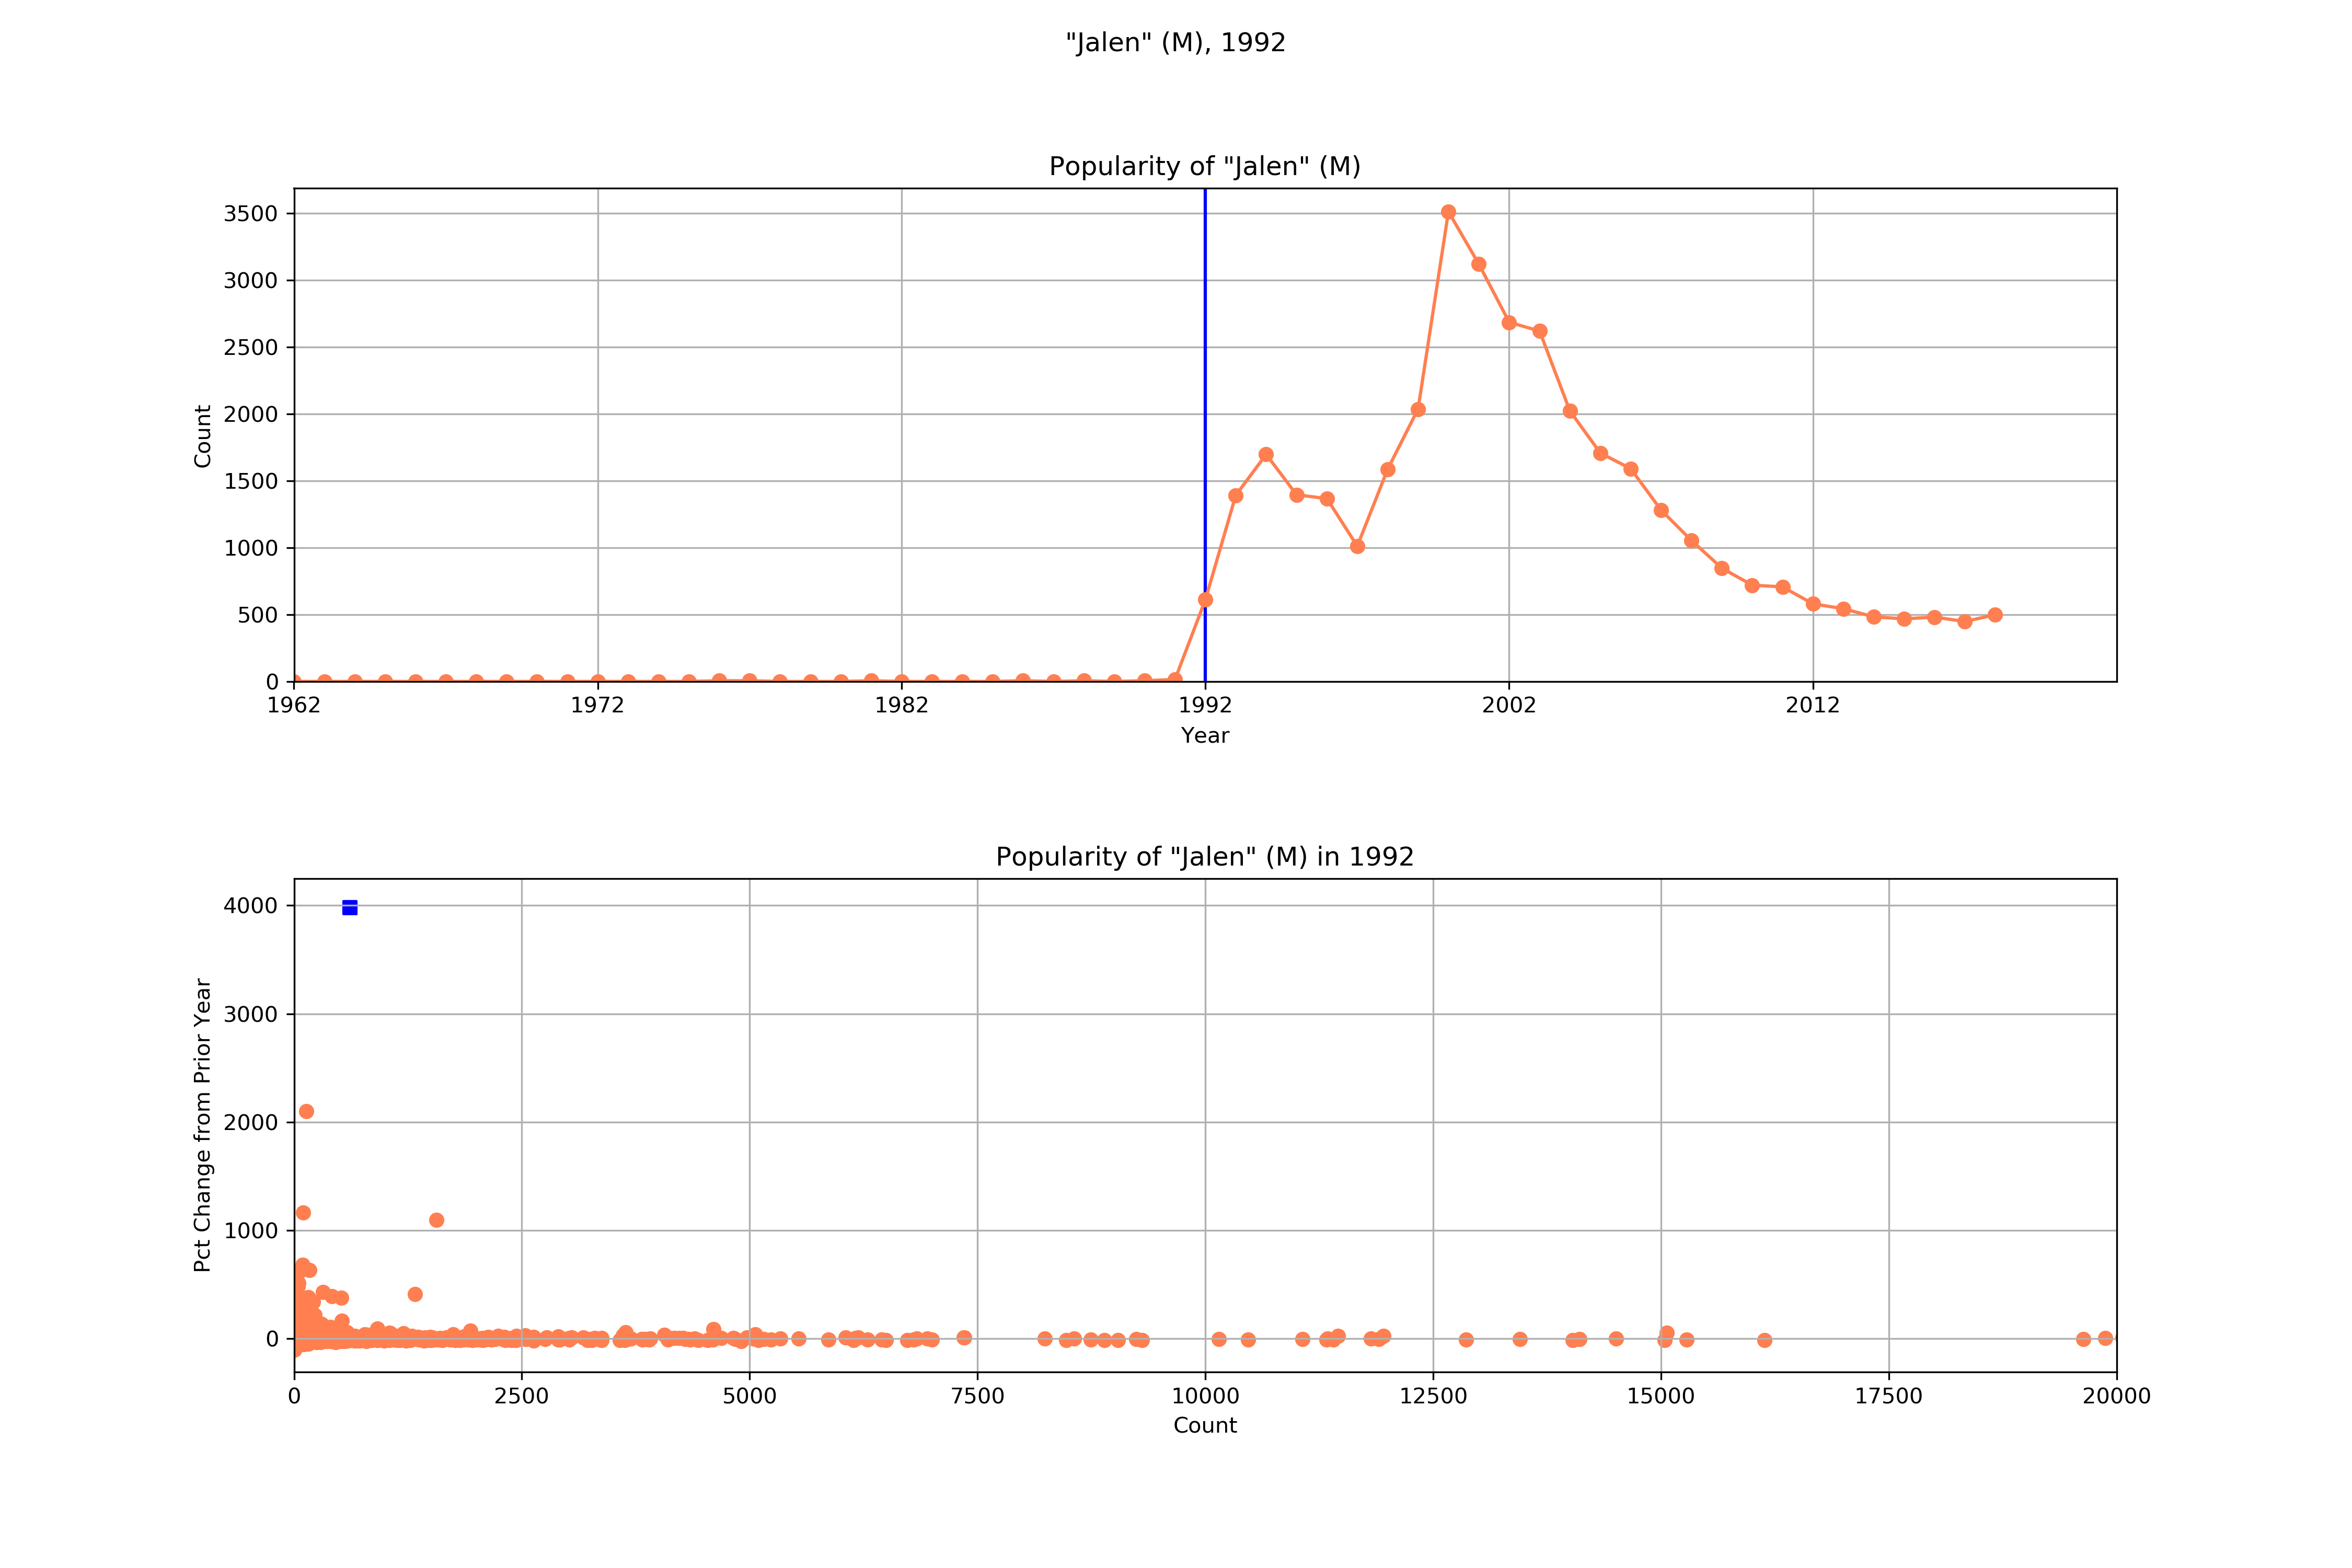 "Jalen" (M), 1992
Popularity of "Jalen" (M)
3500
3000
2500
2000
1500
1000
500
0
Count
1962 1972 1982 1992 2002 2012
Year
Popularity of "Jalen" (M) in 1992
4000
3000
2000
1000
0
Pct Change from Prior Year
0 2500 5000 7500 10000 12500 15000 17500 20000
Count